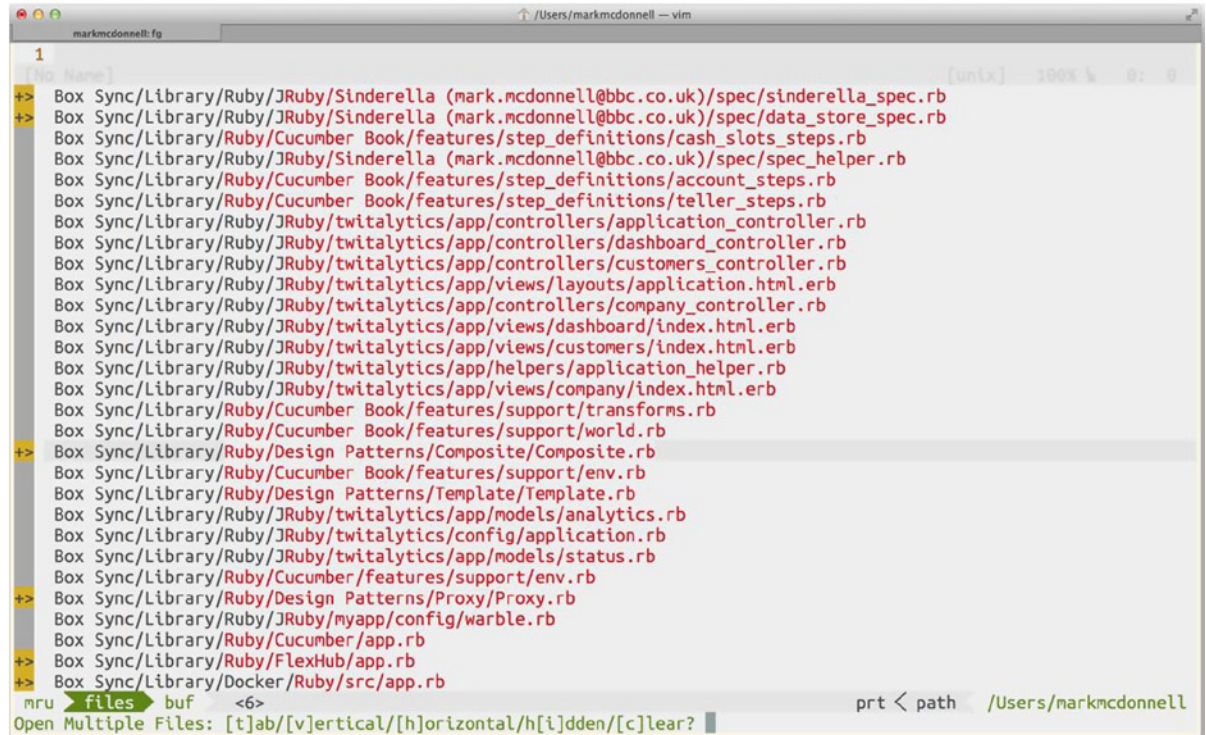 /Users/markmcdonnell — vim
markmcdonnell: fg
1
[No Name] [unix] 100% 0: 0
+> Box Sync/Library/Ruby/JRuby/Sinderella (mark.mcdonnell@bbc.co.uk)/spec/sinderella_spec.rb
+> Box Sync/Library/Ruby/JRuby/Sinderella (mark.mcdonnell@bbc.co.uk)/spec/data_store_spec.rb
Box Sync/Library/Ruby/Cucumber Book/features/step_definitions/cash_slots_steps.rb
Box Sync/Library/Ruby/JRuby/Sinderella (mark.mcdonnell@bbc.co.uk)/spec/spec_helper.rb
Box Sync/Library/Ruby/Cucumber Book/features/step_definitions/account_steps.rb
Box Sync/Library/Ruby/Cucumber Book/features/step_definitions/teller_steps.rb
Box Sync/Library/Ruby/JRuby/twitalytics/app/controllers/application_controller.rb
Box Sync/Library/Ruby/JRuby/twitalytics/app/controllers/dashboard_controller.rb
Box Sync/Library/Ruby/JRuby/twitalytics/app/controllers/customers_controller.rb
Box Sync/Library/Ruby/JRuby/twitalytics/app/views/layouts/application.html.erb
Box Sync/Library/Ruby/JRuby/twitalytics/app/controllers/company_controller.rb
Box Sync/Library/Ruby/JRuby/twitalytics/app/views/dashboard/index.html.erb
Box Sync/Library/Ruby/JRuby/twitalytics/app/views/customers/index.html.erb
Box Sync/Library/Ruby/JRuby/twitalytics/app/helpers/application_helper.rb
Box Sync/Library/Ruby/JRuby/twitalytics/app/views/company/index.html.erb
Box Sync/Library/Ruby/Cucumber Book/features/support/transforms.rb
Box Sync/Library/Ruby/Cucumber Book/features/support/world.rb
+> Box Sync/Library/Ruby/Design Patterns/Composite/Composite.rb
Box Sync/Library/Ruby/Cucumber Book/features/support/env.rb
Box Sync/Library/Ruby/Design Patterns/Template/Template.rb
Box Sync/Library/Ruby/JRuby/twitalytics/app/models/analytics.rb
Box Sync/Library/Ruby/JRuby/twitalytics/config/application.rb
Box Sync/Library/Ruby/JRuby/twitalytics/app/models/status.rb
Box Sync/Library/Ruby/Cucumber/features/support/env.rb
+> Box Sync/Library/Ruby/Design Patterns/Proxy/Proxy.rb
Box Sync/Library/Ruby/JRuby/myapp/config/warble.rb
Box Sync/Library/Ruby/Cucumber/app.rb
+> Box Sync/Library/Ruby/FlexHub/app.rb
+> Box Sync/Library/Docker/Ruby/src/app.rb
mru files buf <6> prt < path /Users/markmcdonnell
Open Multiple Files: [t]ab/[v]ertical/[h]orizontal/h[i]dden/[c]lear?